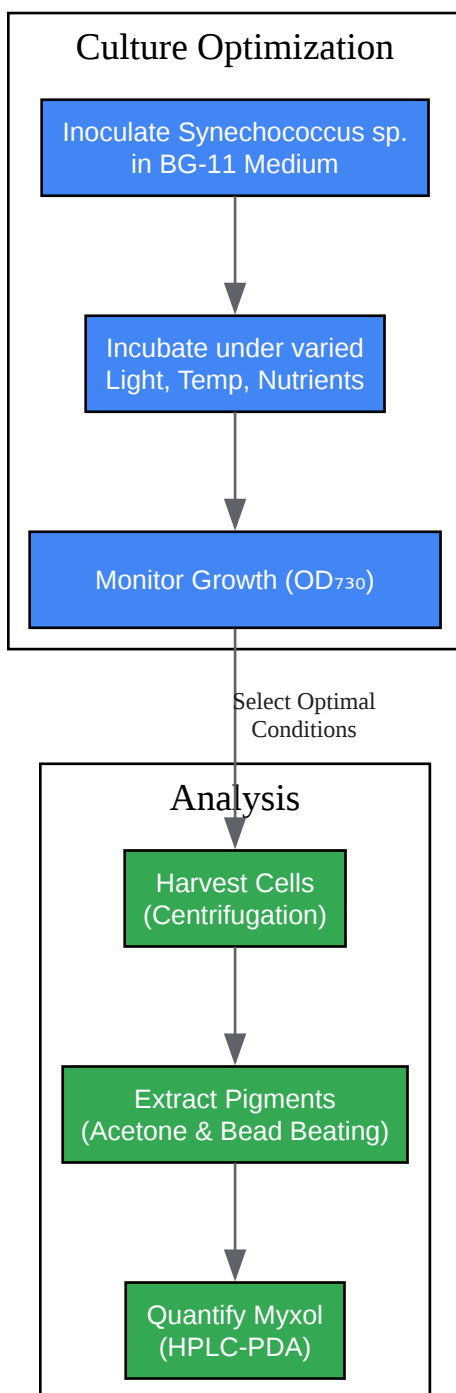 Culture Optimization
Inoculate Synechococcus sp.
in BG-11 Medium
Incubate under varied
Light, Temp, Nutrients
Monitor Growth (OD₇₃₀)
Select Optimal
Conditions
Analysis
Harvest Cells
(Centrifugation)
Extract Pigments
(Acetone & Bead Beating)
Quantify Myxol
(HPLC-PDA)